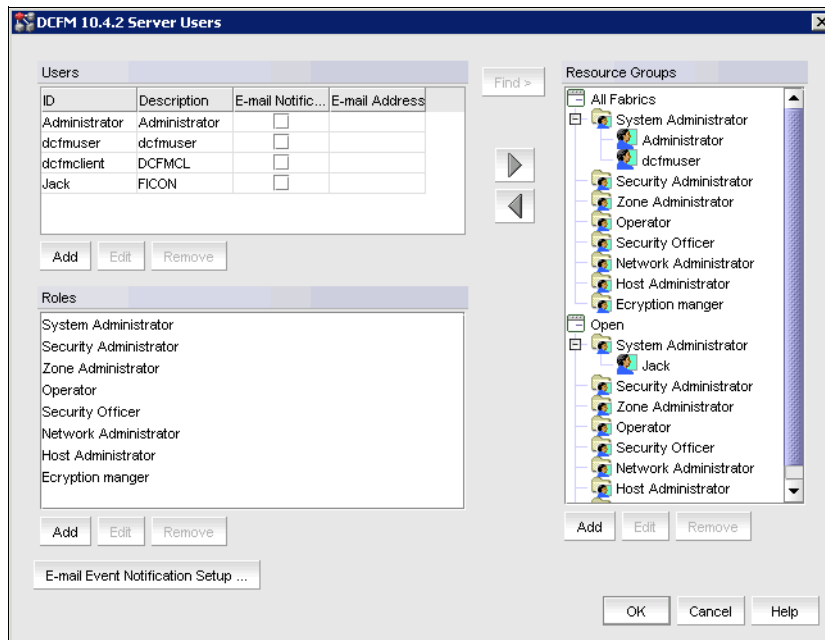 DCFM 10.4.2 Server Users
Users
ID Description E-mail Notific... E-mail Address
Administrator Administrator
dcfmuser dcfmuser
dcfmclient DCFMCL
Jack FICON
Add Edit Remove
Roles
System Administrator
Security Administrator
Zone Administrator
Operator
Security Officer
Network Administrator
Host Administrator
Ecryption manger
Add Edit Remove
E-mail Event Notification Setup ...
Find >
Resource Groups
All Fabrics
System Administrator
Administrator
dcfmuser
Security Administrator
Zone Administrator
Operator
Security Officer
Network Administrator
Host Administrator
Ecryption manger
Open
System Administrator
Jack
Security Administrator
Zone Administrator
Operator
Security Officer
Network Administrator
Host Administrator
Add Edit Remove
OK Cancel Help